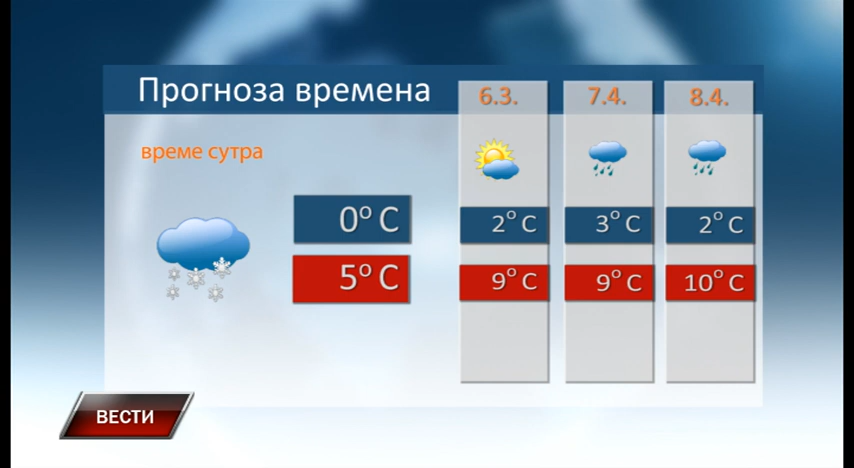 Прогноза времена
време сутра
0° C
5° C
6.3.
2° C
9° C
7.4.
3° C
9° C
8.4.
2° C
10° C
ВЕСТИ